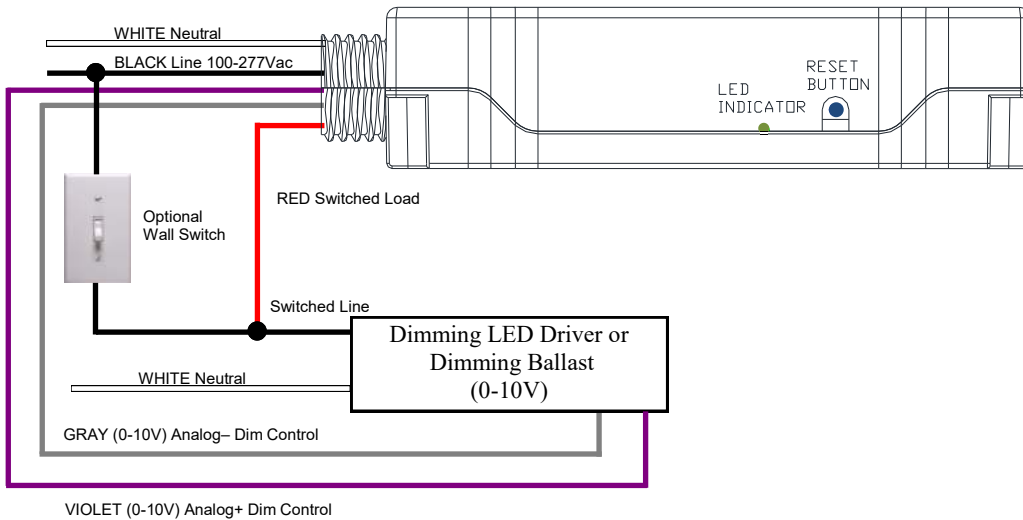 WHITE Neutral
BLACK Line 100-277Vac
RESET
BUTTON
LED
INDICATOR
RED Switched Load
Optional
Wall Switch
Switched Line
Dimming LED Driver or
Dimming Ballast
(0-10V)
WHITE Neutral
GRAY (0-10V) Analog– Dim Control
VIOLET (0-10V) Analog+ Dim Control